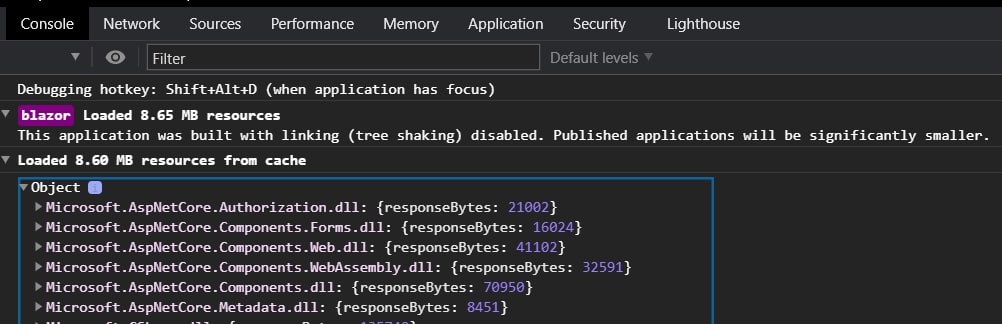 Console Network Sources Performance Memory Application Security Lighthouse
Filter Default levels
Debugging hotkey: Shift+Alt+D (when application has focus)
blazor Loaded 8.65 MB resources
This application was built with linking (tree shaking) disabled. Published applications will be significantly smaller.
Loaded 8.60 MB resources from cache
Object i
Microsoft.AspNetCore.Authorization.dll: {responseBytes: 21002}
Microsoft.AspNetCore.Components.Forms.dll: {responseBytes: 16024}
Microsoft.AspNetCore.Components.Web.dll: {responseBytes: 41102}
Microsoft.AspNetCore.Components.WebAssembly.dll: {responseBytes: 32591}
Microsoft.AspNetCore.Components.dll: {responseBytes: 70950}
Microsoft.AspNetCore.Metadata.dll: {responseBytes: 8451}